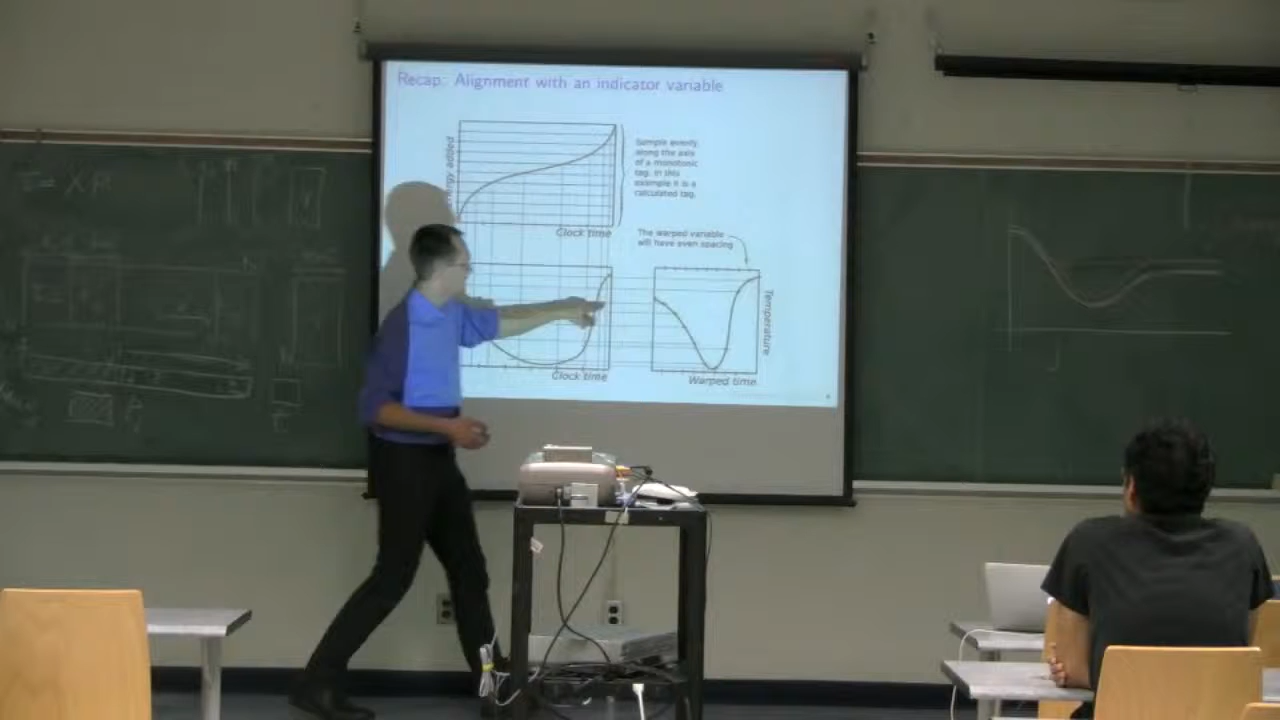 Recap: Alignment with an indicator variable
Sample evenly
along the axis
of a monotonic
tag. In this
example it is a
calculated tag.
added
Clock time
The warped variable
will have even spacing
Temperature
Clock time
Warped time